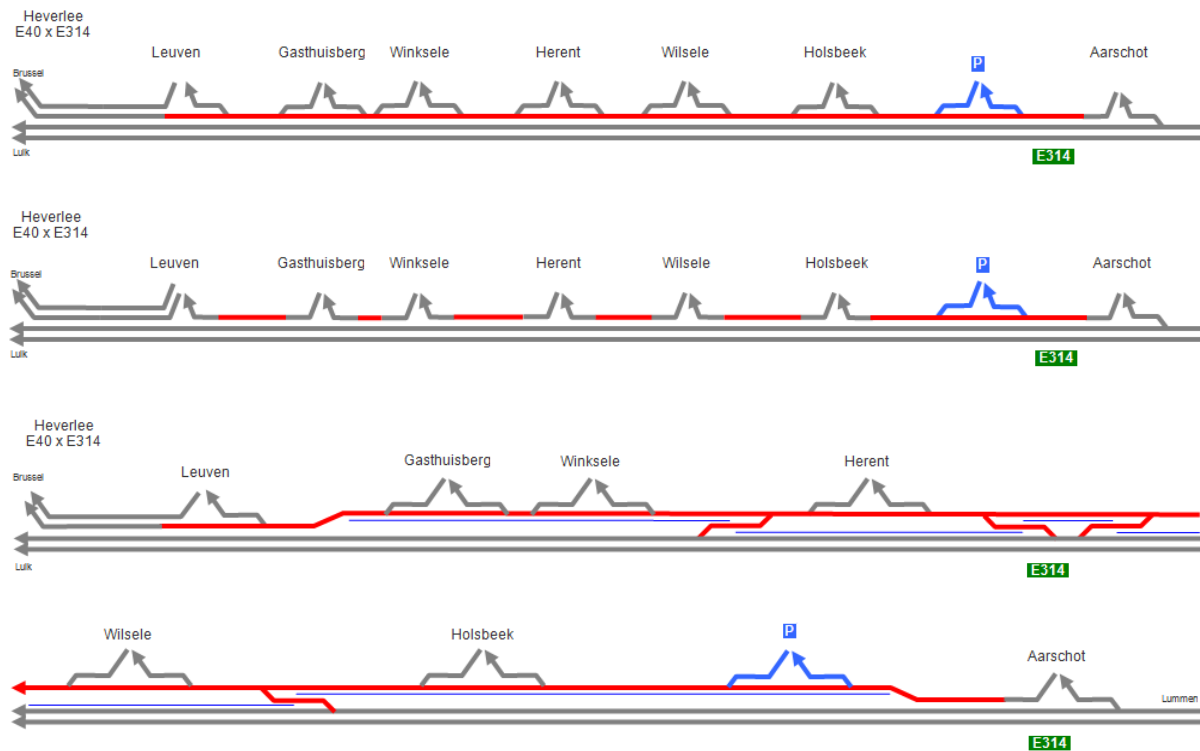 Heverlee
E40 x E314
Leuven
Gasthuisberg
Winksele
Herent
Wilsele
Holsbeek
P
Aarschot
Brussel
Luik
E314
Heverlee
E40 x E314
Leuven
Gasthuisberg
Winksele
Herent
Wilsele
Holsbeek
P
Aarschot
Brussel
Luik
E314
Heverlee
E40 x E314
Leuven
Gasthuisberg
Winksele
Herent
Brussel
Luik
E314
Wilsele
Holsbeek
P
Aarschot
Lummen
E314